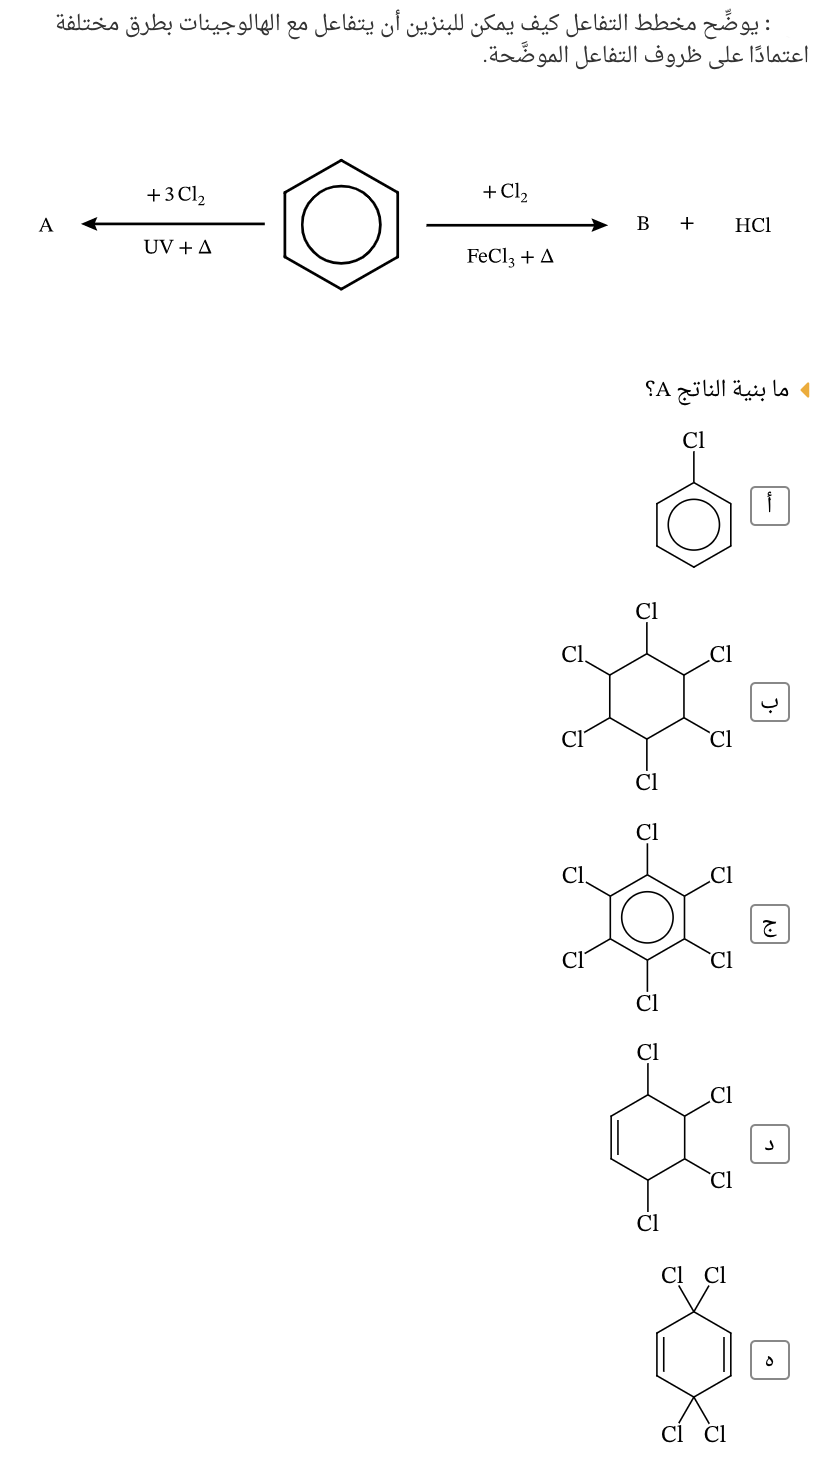 : يوضِّح مخطط التفاعل كيف يمكن للبنزين أن يتفاعل مع الهالوجينات بطرق مختلفة
اعتمادًا على ظروف التفاعل الموضَّحة.
A
+3Cl₂
UV + Δ
+Cl₂
FeCl₃ + Δ
B + HCl
ما بنية الناتج A؟
أ
Cl
ب
Cl
Cl Cl
Cl Cl
Cl
ج
Cl
Cl Cl
Cl Cl
Cl
د
Cl
Cl
Cl
Cl
ه
Cl Cl
Cl Cl